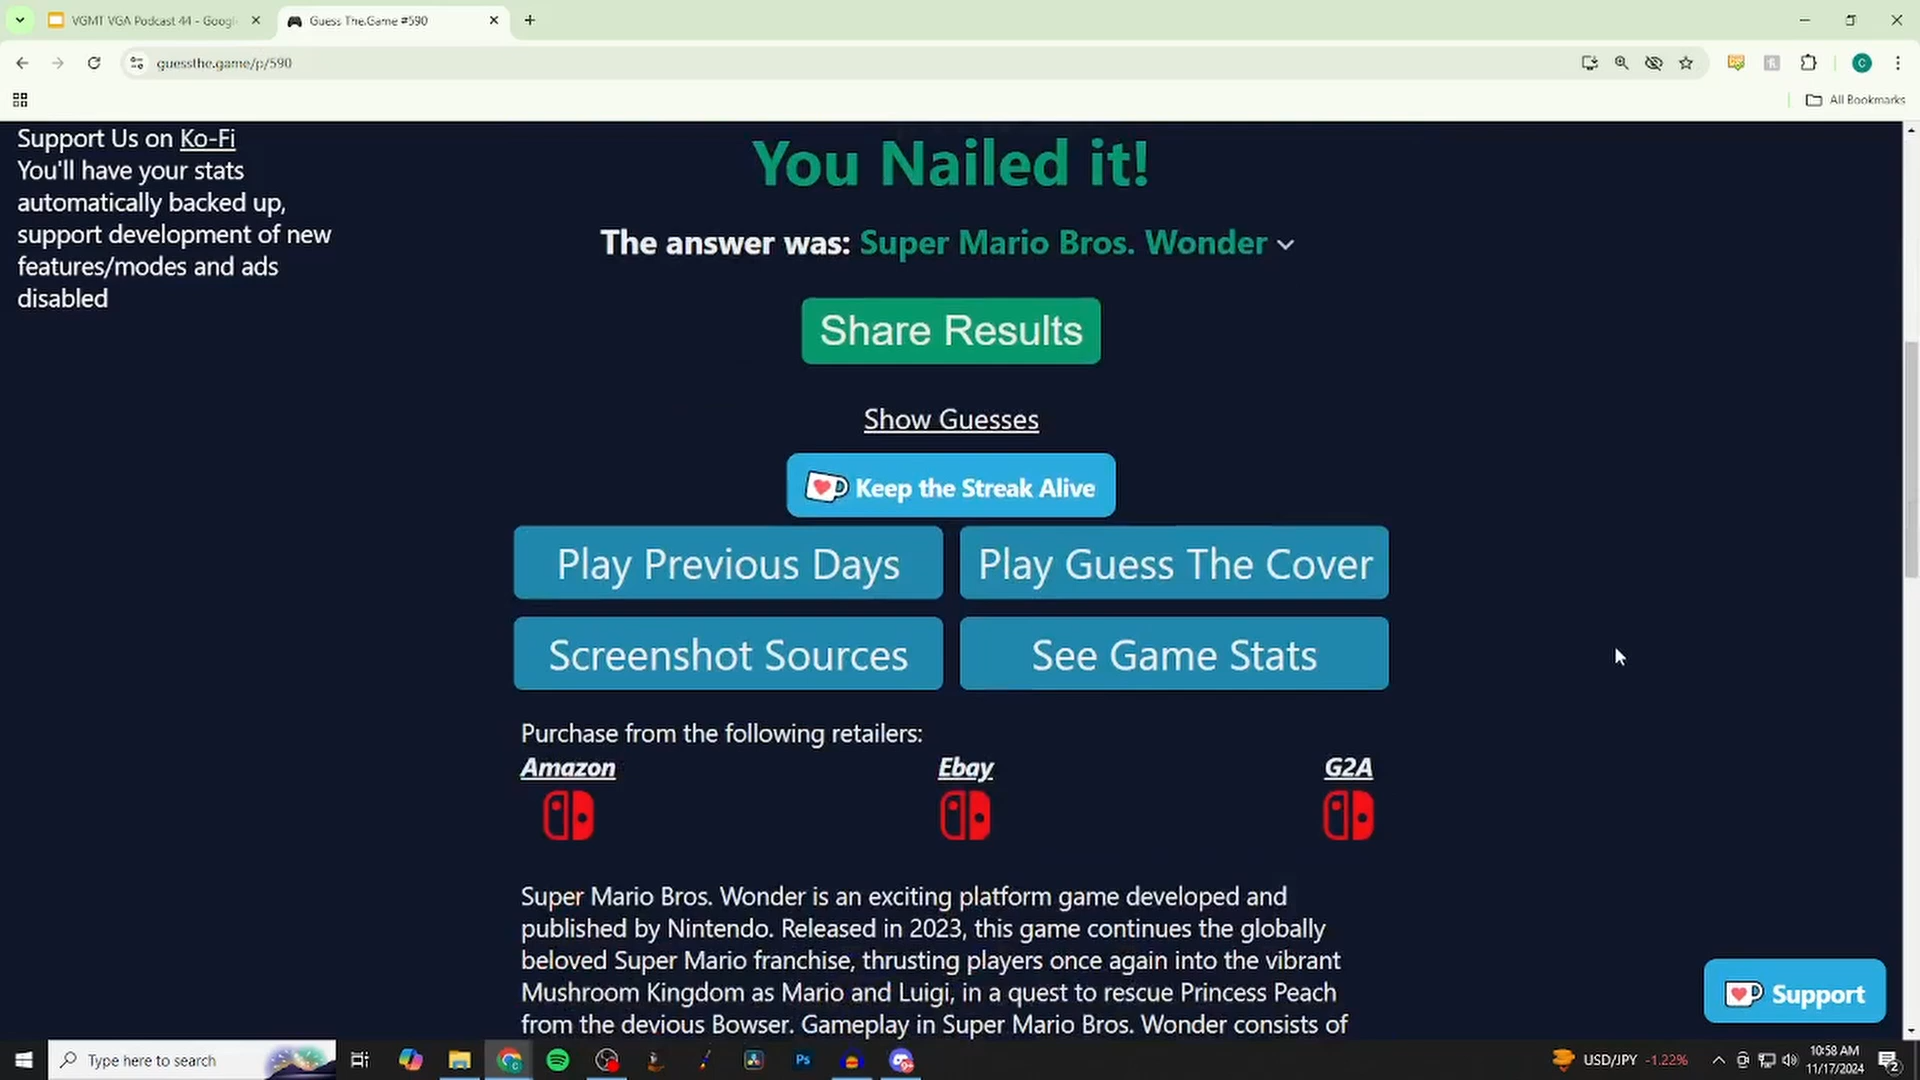 VGMT VGA Podcast 44 - Goog
Guess The.Game #590
guessthe.game/p/590
All Bookmarks
Support Us on Ko-Fi
You'll have your stats
automatically backed up,
support development of new
features/modes and ads
disabled
You Nailed it!
The answer was: Super Mario Bros. Wonder
Share Results
Show Guesses
Keep the Streak Alive
Play Previous Days
Play Guess The Cover
Screenshot Sources
See Game Stats
Purchase from the following retailers:
Amazon
Ebay
G2A
Super Mario Bros. Wonder is an exciting platform game developed and
published by Nintendo. Released in 2023, this game continues the globally
beloved Super Mario franchise, thrusting players once again into the vibrant
Mushroom Kingdom as Mario and Luigi, in a quest to rescue Princess Peach
from the devious Bowser. Gameplay in Super Mario Bros. Wonder consists of
Support
Type here to search
Ps
USD/JPY -1.22%
10:58 AM
11/17/2024
2
C